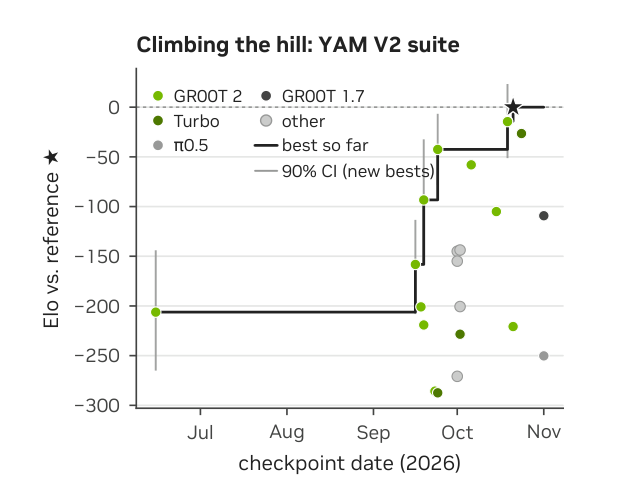 Climbing the hill: YAM V2 suite
GR00T 2
GR00T 1.7
Turbo
other
π0.5
best so far
90% CI (new bests)
Elo vs. reference ★
0
−50
−100
−150
−200
−250
−300
Jul
Aug
Sep
Oct
Nov
checkpoint date (2026)